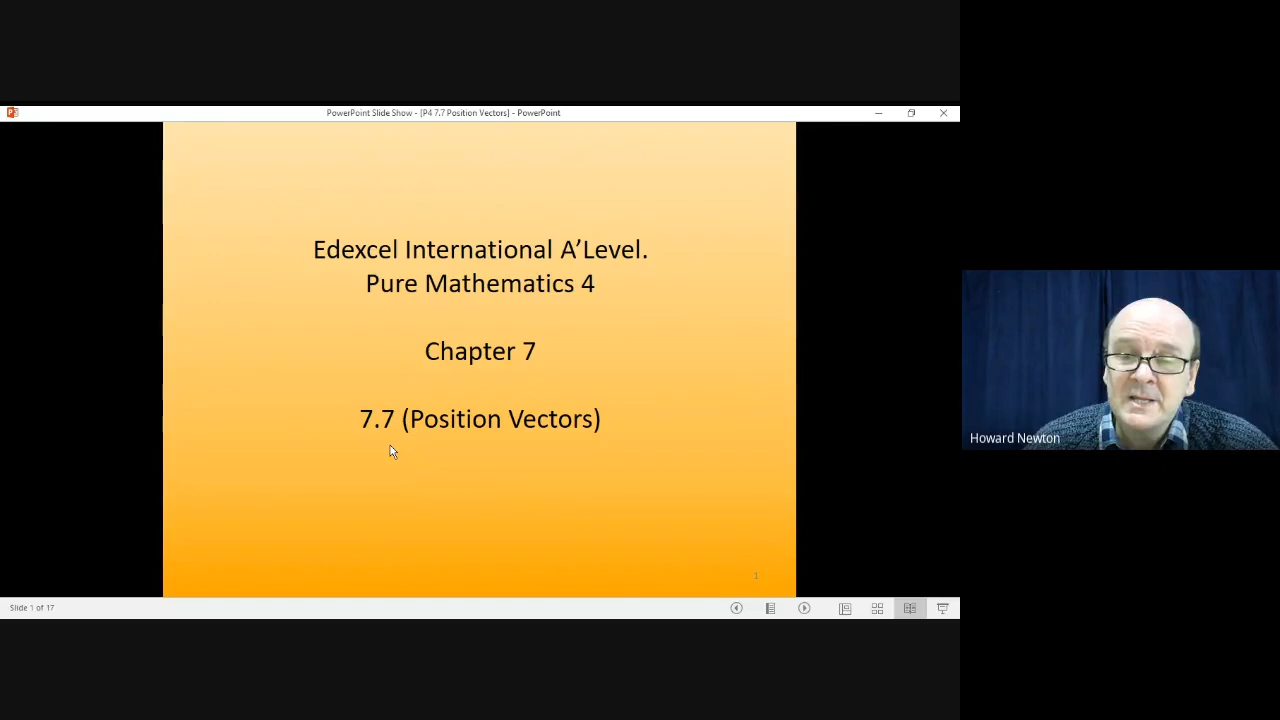 PowerPoint Slide Show - [P4 7.7 Position Vectors] - PowerPoint
Edexcel International A’Level.
Pure Mathematics 4
Chapter 7
7.7 (Position Vectors)
1
Slide 1 of 17
Howard Newton